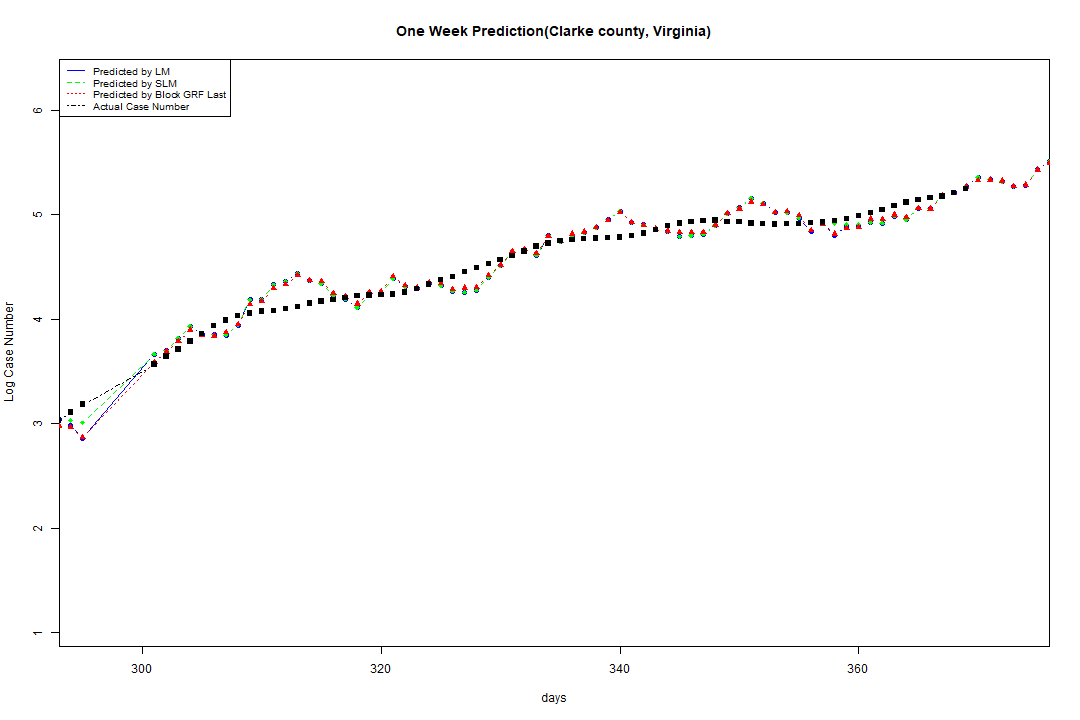 One Week Prediction(Clarke county, Virginia)
Predicted by LM
Predicted by SLM
Predicted by Block GRF Last
Actual Case Number
6
5
4
3
2
1
Log Case Number
300 320 340 360
days